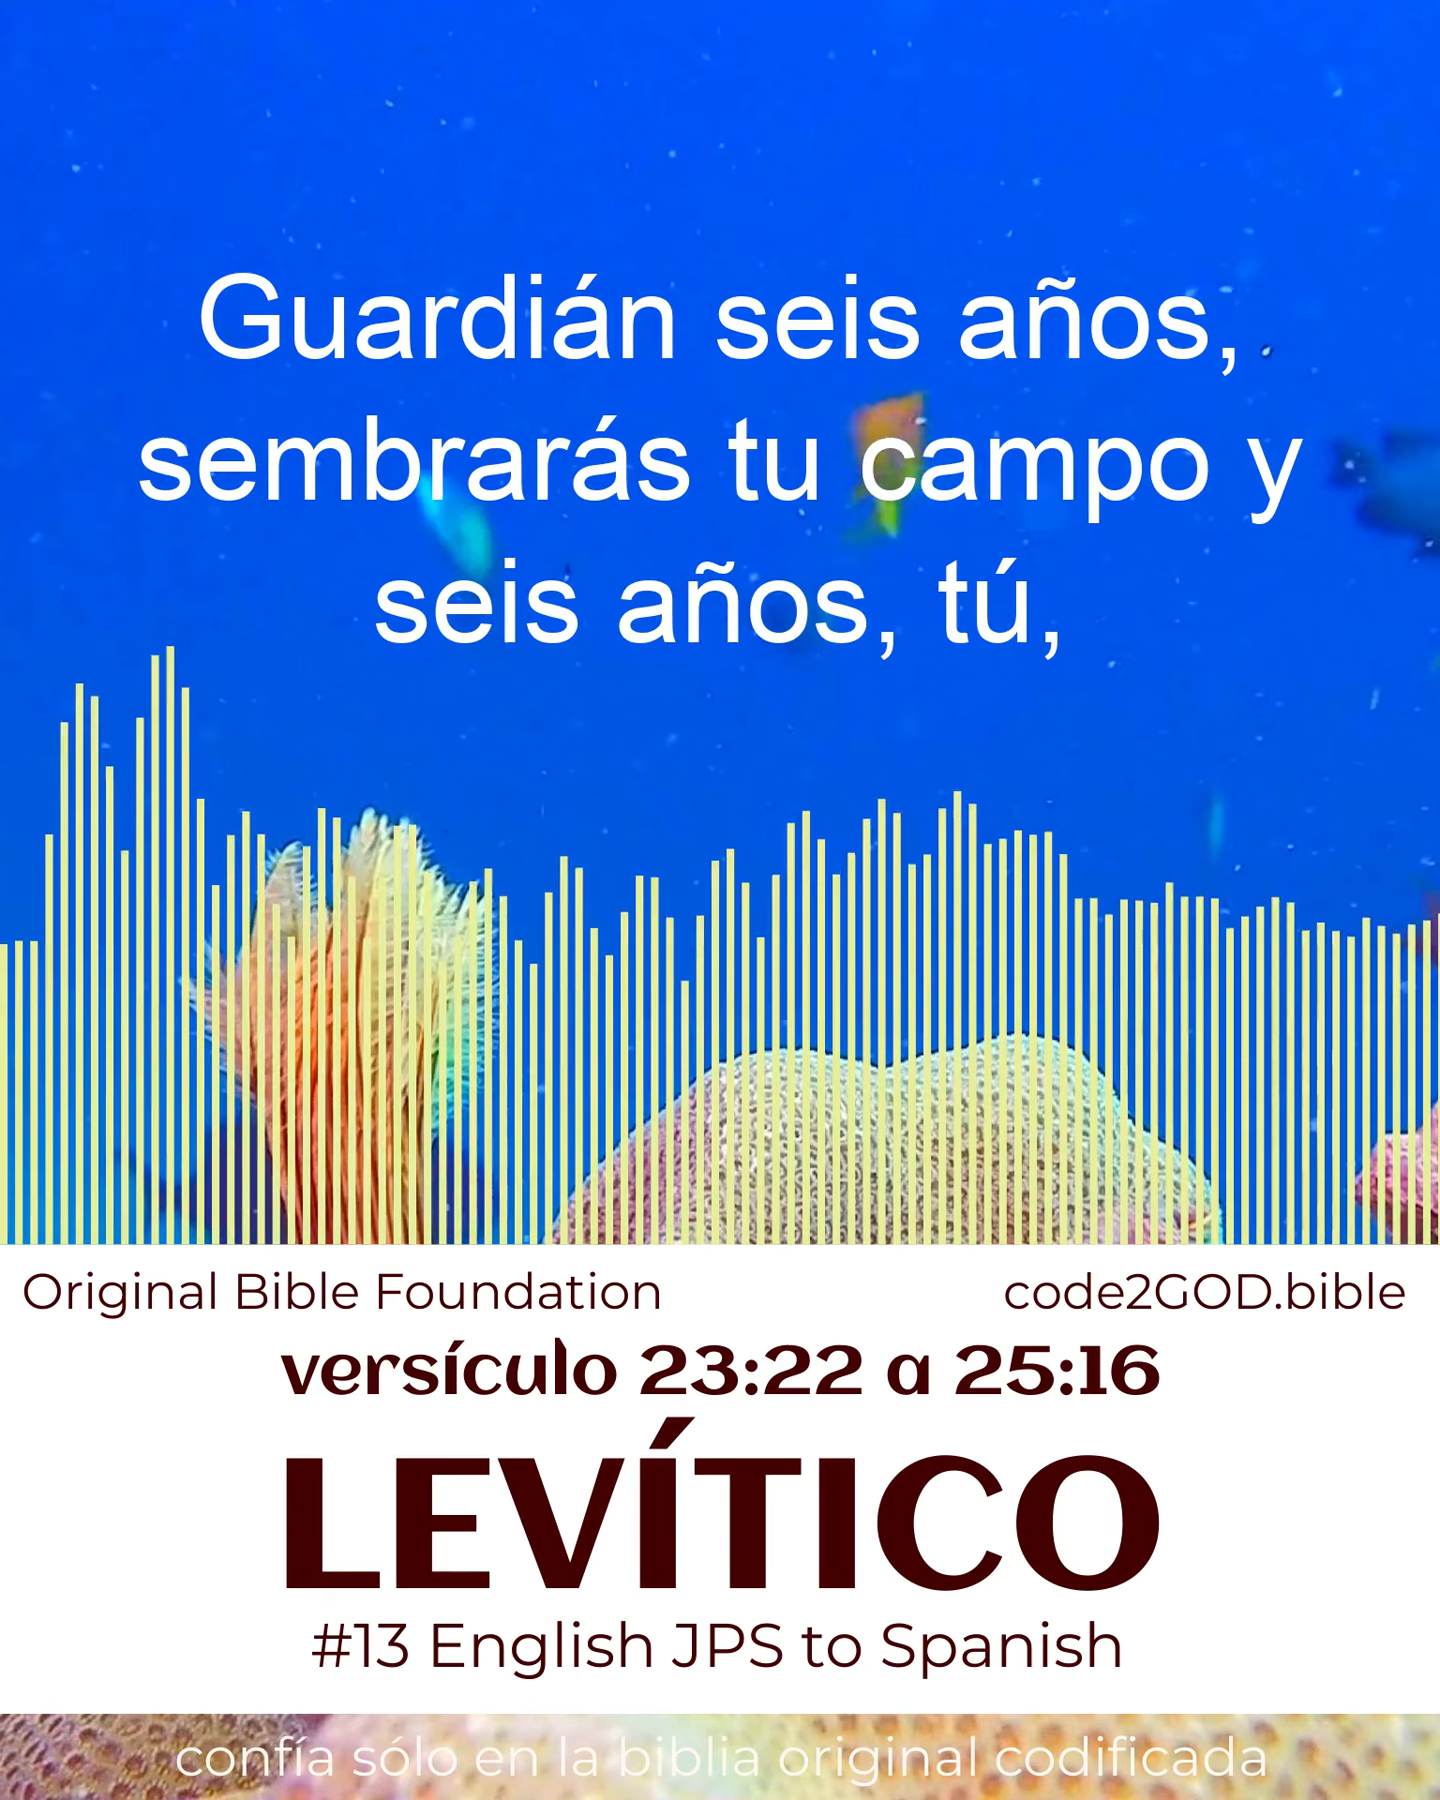 Guardián seis años,
sembrarás tu campo y
seis años, tú,
Original Bible Foundation
code2GOD.bible
versículo 23:22 a 25:16
LEVÍTICO
#13 English JPS to Spanish
confía sólo en la biblia original codificada